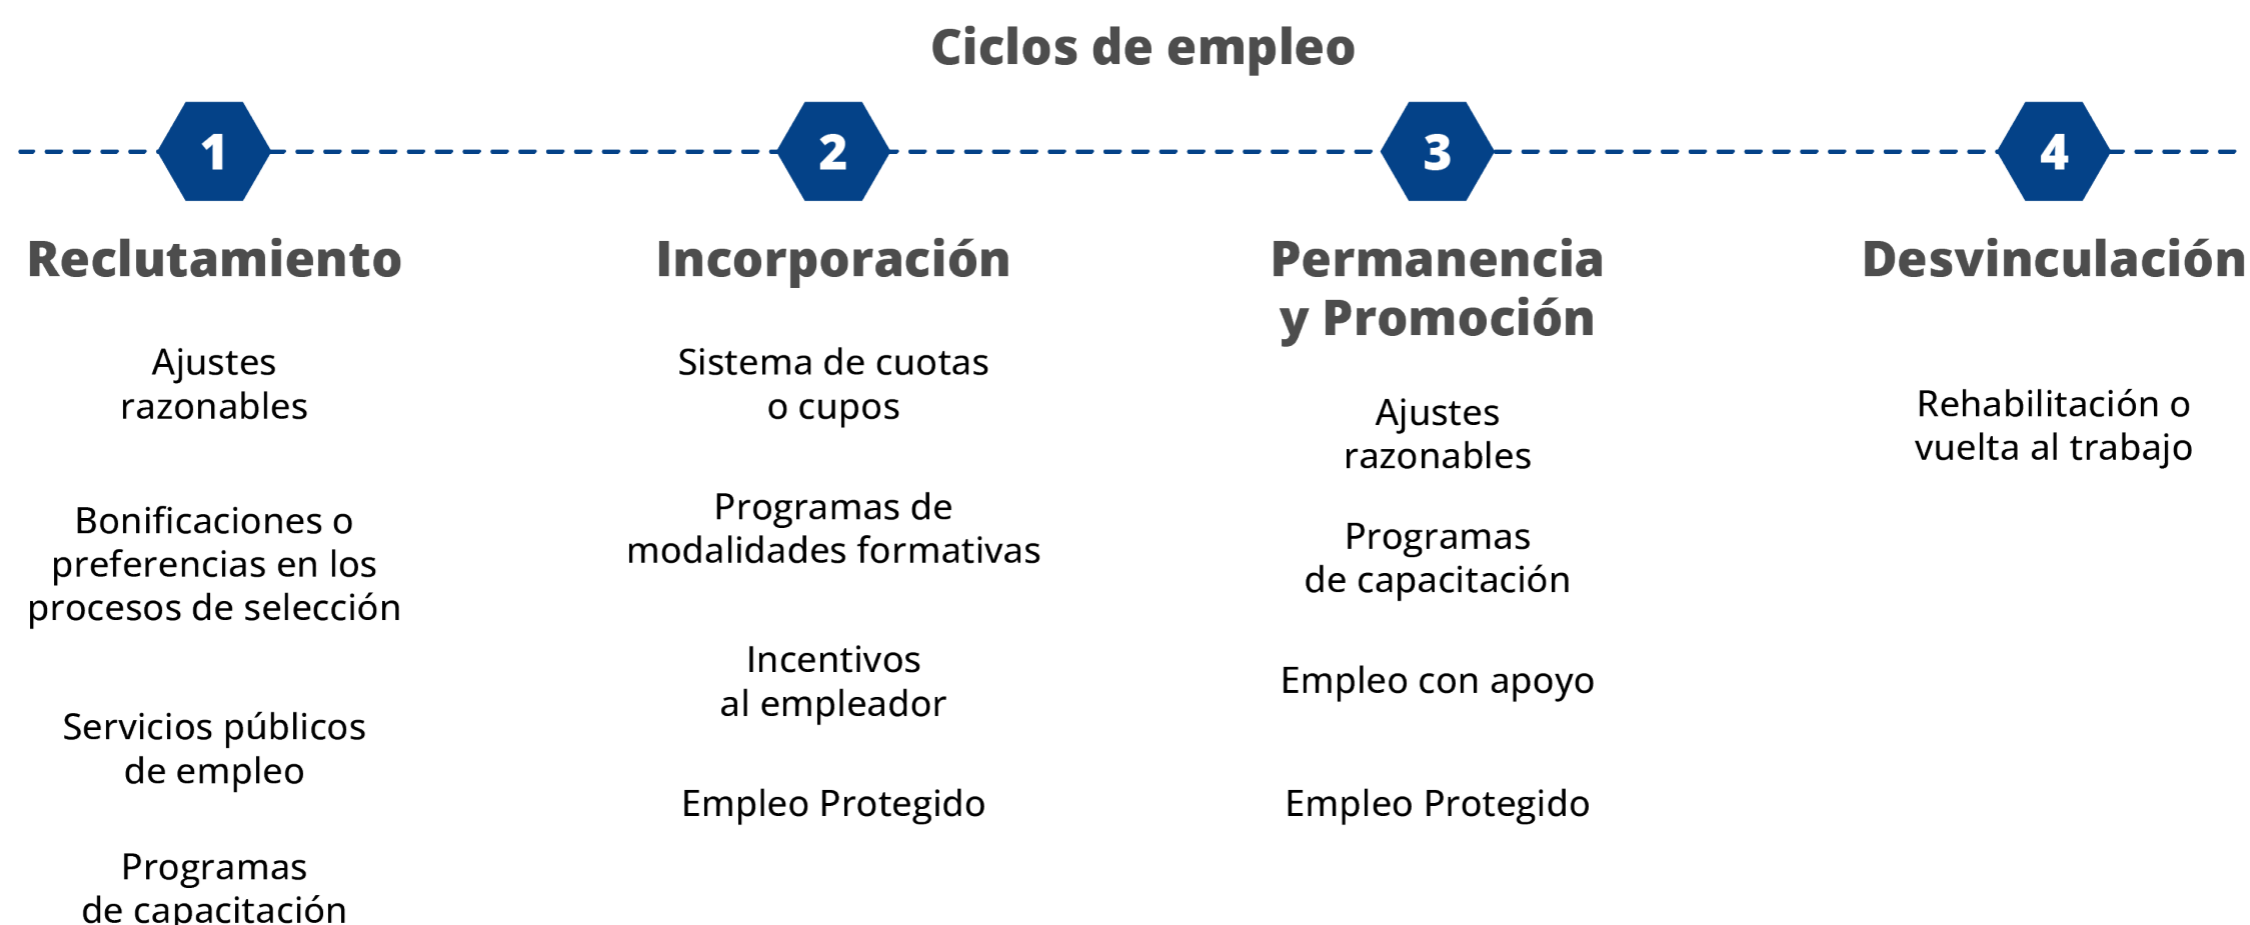 Ciclos de empleo
1
2
3
4
Reclutamiento
Ajustes
razonables
Bonificaciones o
preferencias en los
procesos de selección
Servicios públicos
de empleo
Programas
de capacitación
Incorporación
Sistema de cuotas
o cupos
Programas de
modalidades formativas
Incentivos
al empleador
Empleo Protegido
Permanencia
y Promoción
Ajustes
razonables
Programas
de capacitación
Empleo con apoyo
Empleo Protegido
Desvinculación
Rehabilitación o
vuelta al trabajo